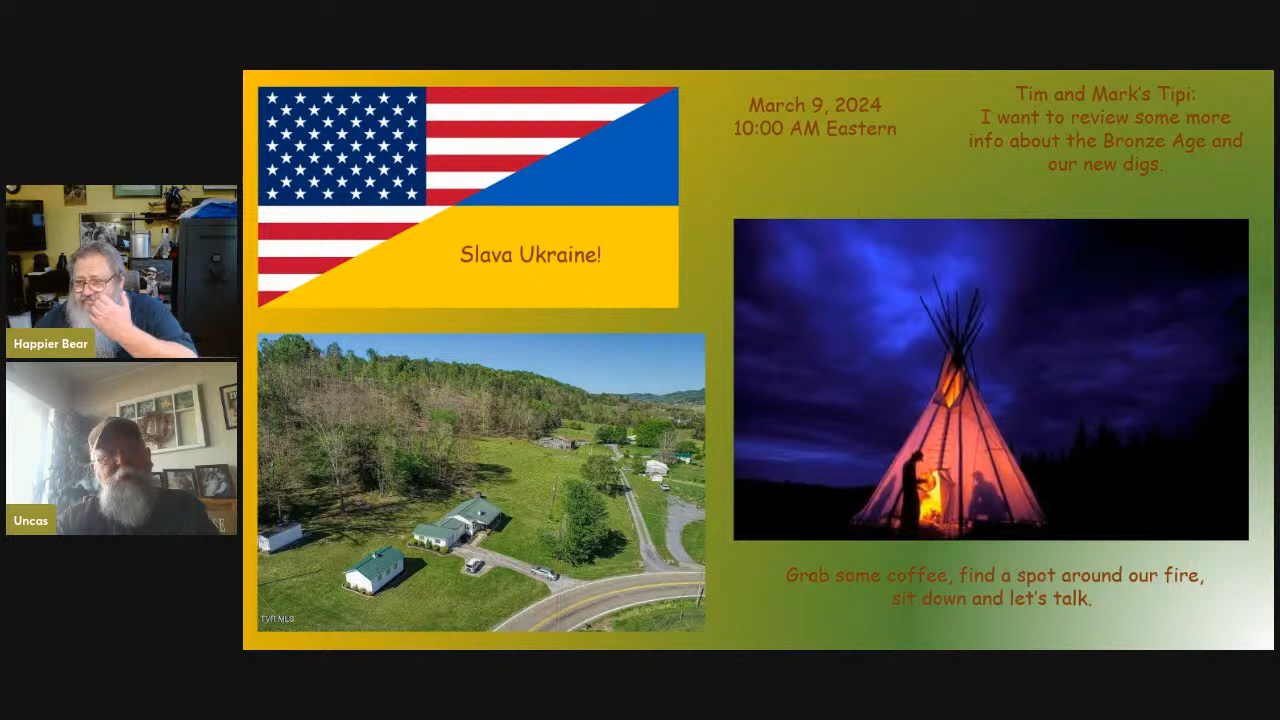 March 9, 2024
10:00 AM Eastern
Tim and Mark's Tipi:
I want to review some more
info about the Bronze Age and
our new digs.
Slava Ukraine!
Happier Bear
Uncas
TVR MLS
Grab some coffee, find a spot around our fire,
sit down and let's talk.